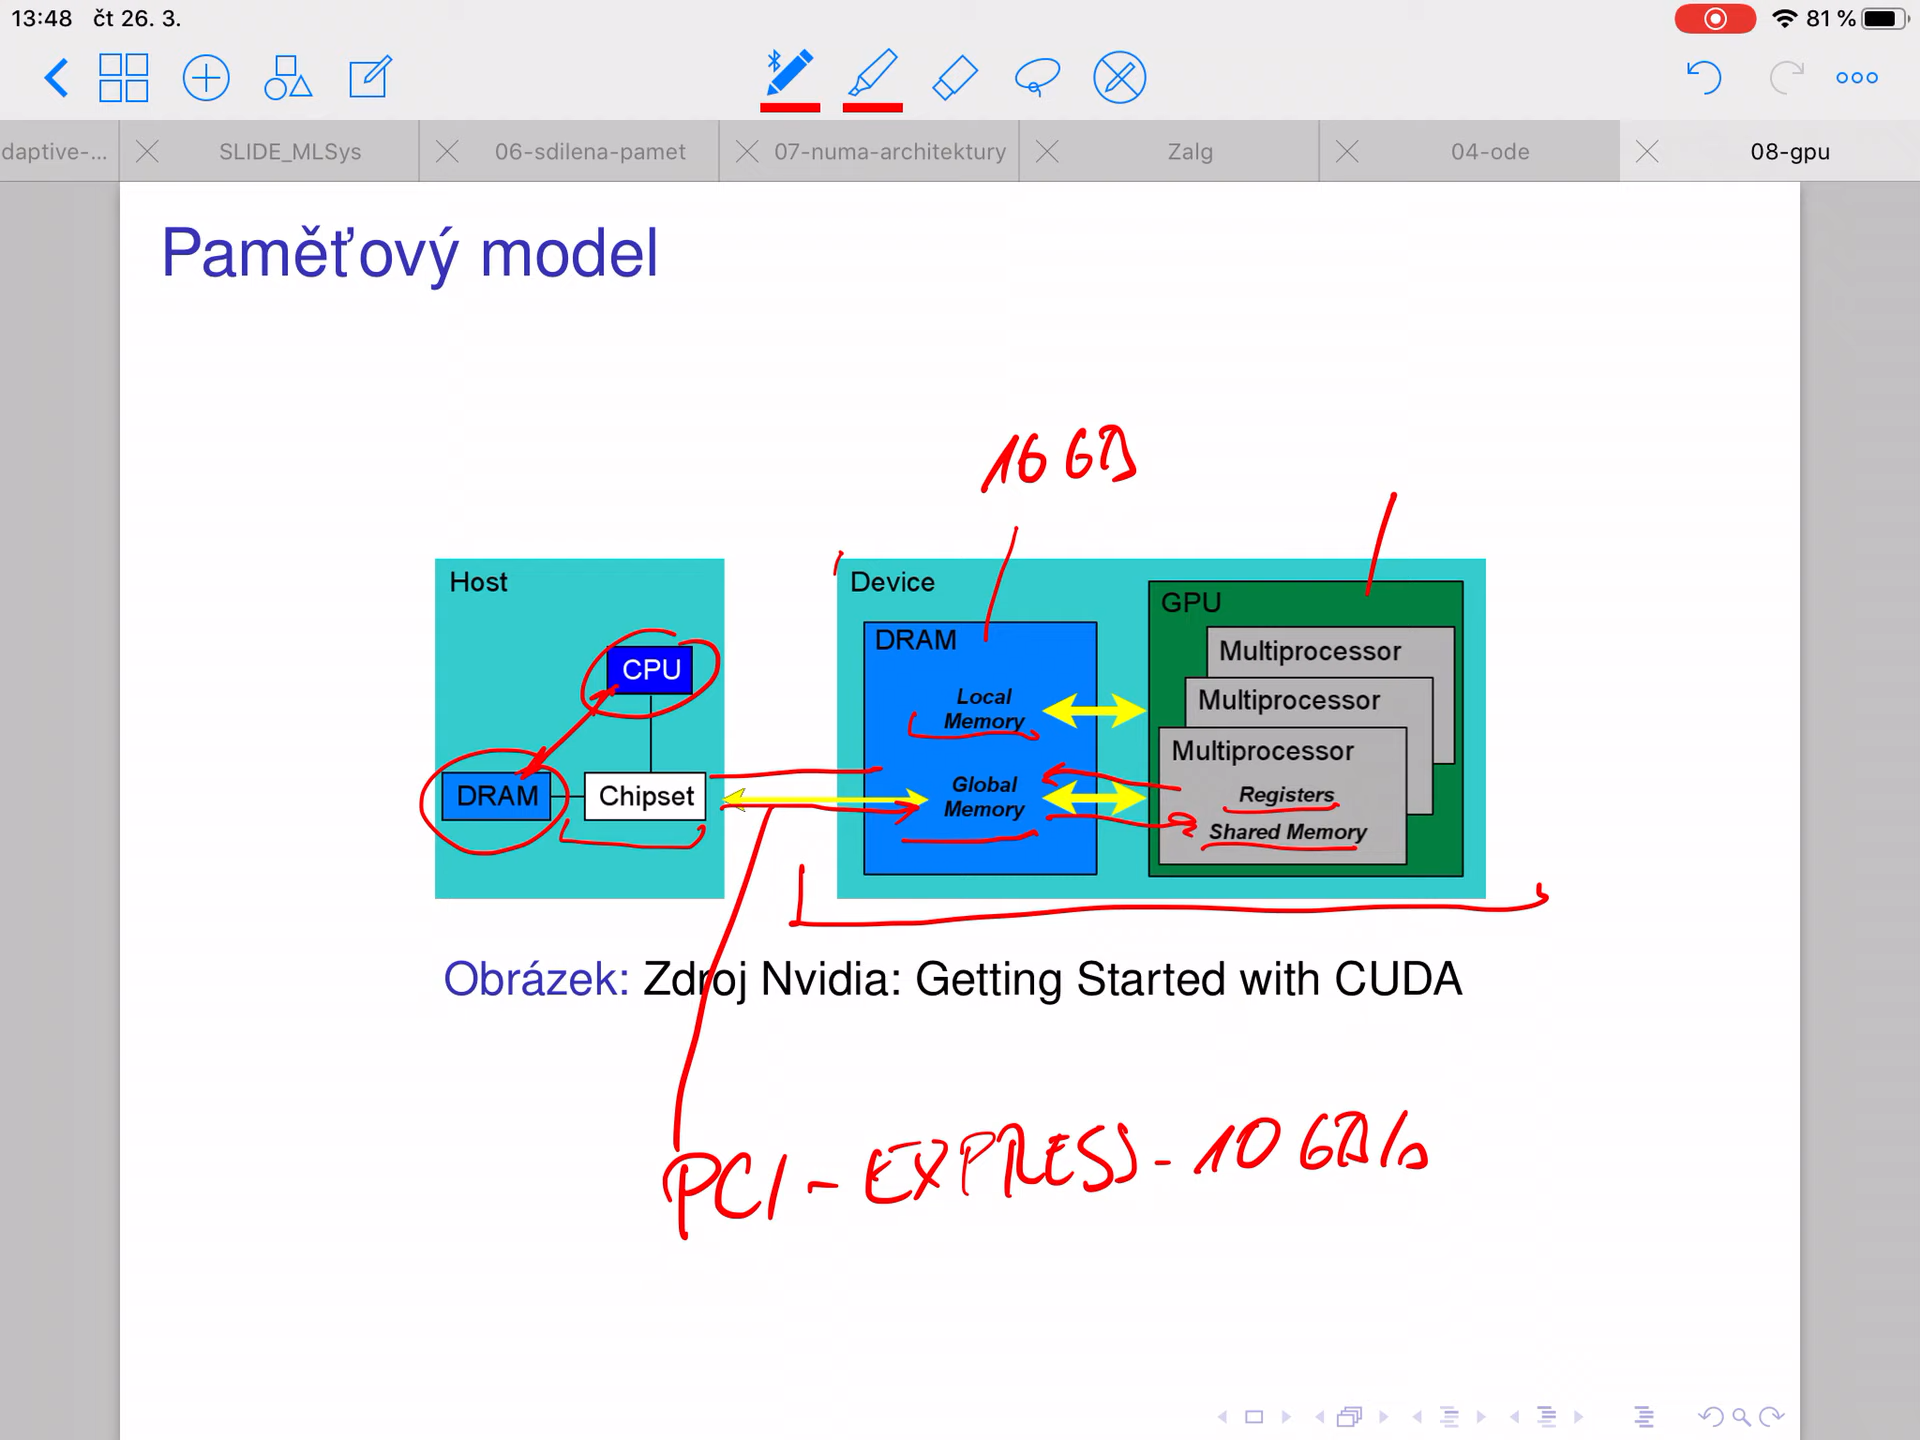 13:48 čt 26. 3.
81 %
daptive-...
SLIDE_MLSys
06-sdilena-pamet
07-numa-architektury
Zalg
04-ode
08-gpu
Paměťový model
16 GB
Host
CPU
DRAM
Chipset
Device
DRAM
Local
Memory
Global
Memory
GPU
Multiprocessor
Multiprocessor
Multiprocessor
Registers
Shared Memory
Obrázek: Zdroj Nvidia: Getting Started with CUDA
PCI - EXPRESS - 10 GB/s